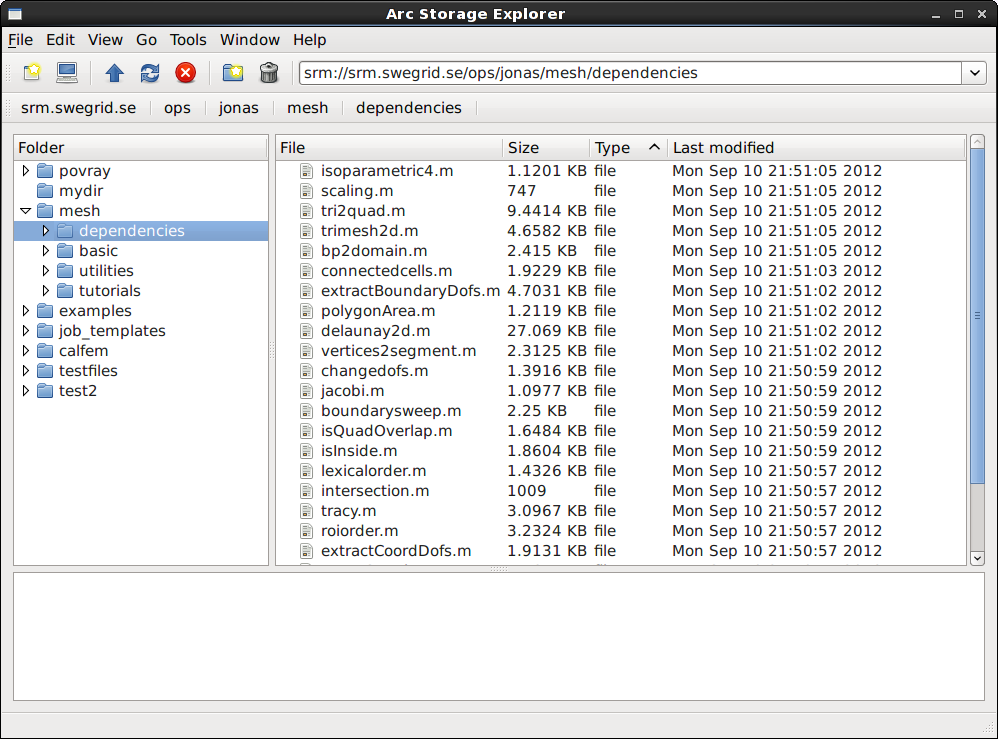 Arc Storage Explorer
File Edit View Go Tools Window Help
srm://srm.swegrid.se/ops/jonas/mesh/dependencies
srm.swegrid.se ops jonas mesh dependencies
Folder
povray
mydir
mesh
dependencies
basic
utilities
tutorials
examples
job_templates
calfem
testfiles
test2
File Size Type Last modified
isoparametric4.m 1.1201 KB file Mon Sep 10 21:51:05 2012
scaling.m 747 file Mon Sep 10 21:51:05 2012
tri2quad.m 9.4414 KB file Mon Sep 10 21:51:05 2012
trimesh2d.m 4.6582 KB file Mon Sep 10 21:51:05 2012
bp2domain.m 2.415 KB file Mon Sep 10 21:51:05 2012
connectedcells.m 1.9229 KB file Mon Sep 10 21:51:03 2012
extractBoundaryDofs.m 4.7031 KB file Mon Sep 10 21:51:02 2012
polygonArea.m 1.2119 KB file Mon Sep 10 21:51:02 2012
delaunay2d.m 27.069 KB file Mon Sep 10 21:51:02 2012
vertices2segment.m 2.3125 KB file Mon Sep 10 21:51:02 2012
changedofs.m 1.3916 KB file Mon Sep 10 21:50:59 2012
jacobi.m 1.0977 KB file Mon Sep 10 21:50:59 2012
boundarysweep.m 2.25 KB file Mon Sep 10 21:50:59 2012
isQuadOverlap.m 1.6484 KB file Mon Sep 10 21:50:59 2012
isInside.m 1.8604 KB file Mon Sep 10 21:50:59 2012
lexicalorder.m 1.4326 KB file Mon Sep 10 21:50:57 2012
intersection.m 1009 file Mon Sep 10 21:50:57 2012
tracy.m 3.0967 KB file Mon Sep 10 21:50:57 2012
roiorder.m 3.2324 KB file Mon Sep 10 21:50:57 2012
extractCoordDofs.m 1.9131 KB file Mon Sep 10 21:50:57 2012